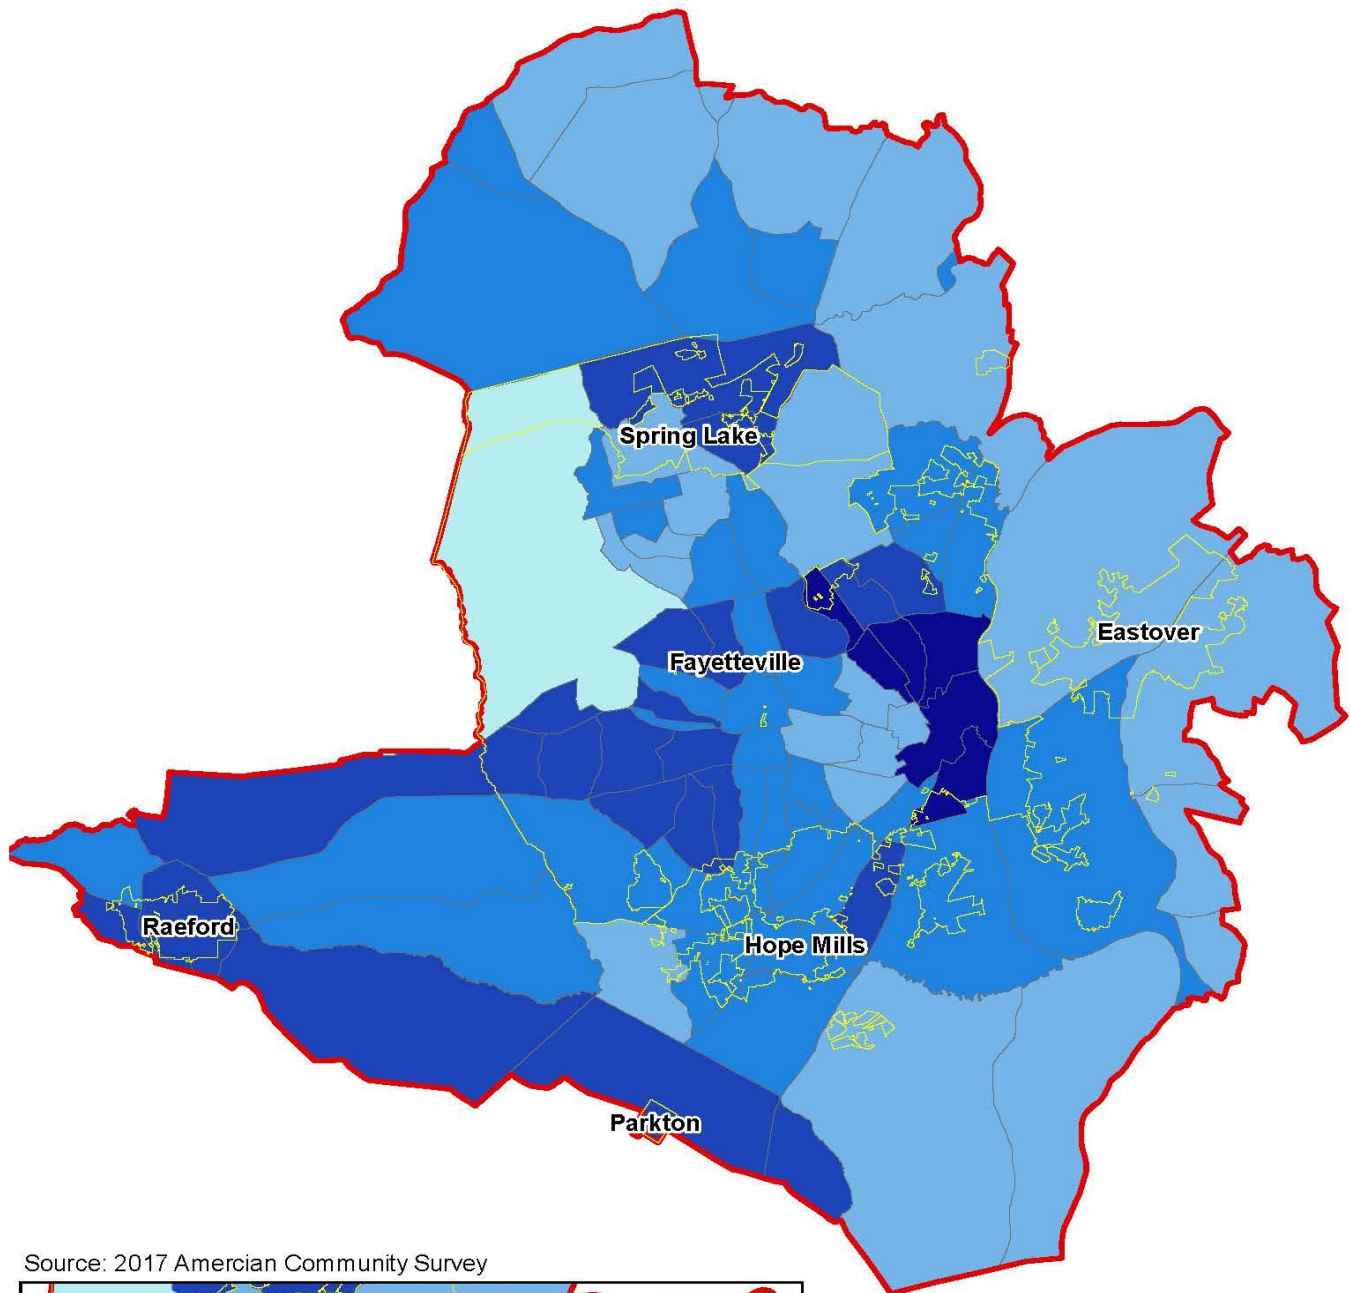 Spring Lake
Eastover
Fayetteville
Raeford
Hope Mills
Parkton
Source: 2017 Amercian Community Survey